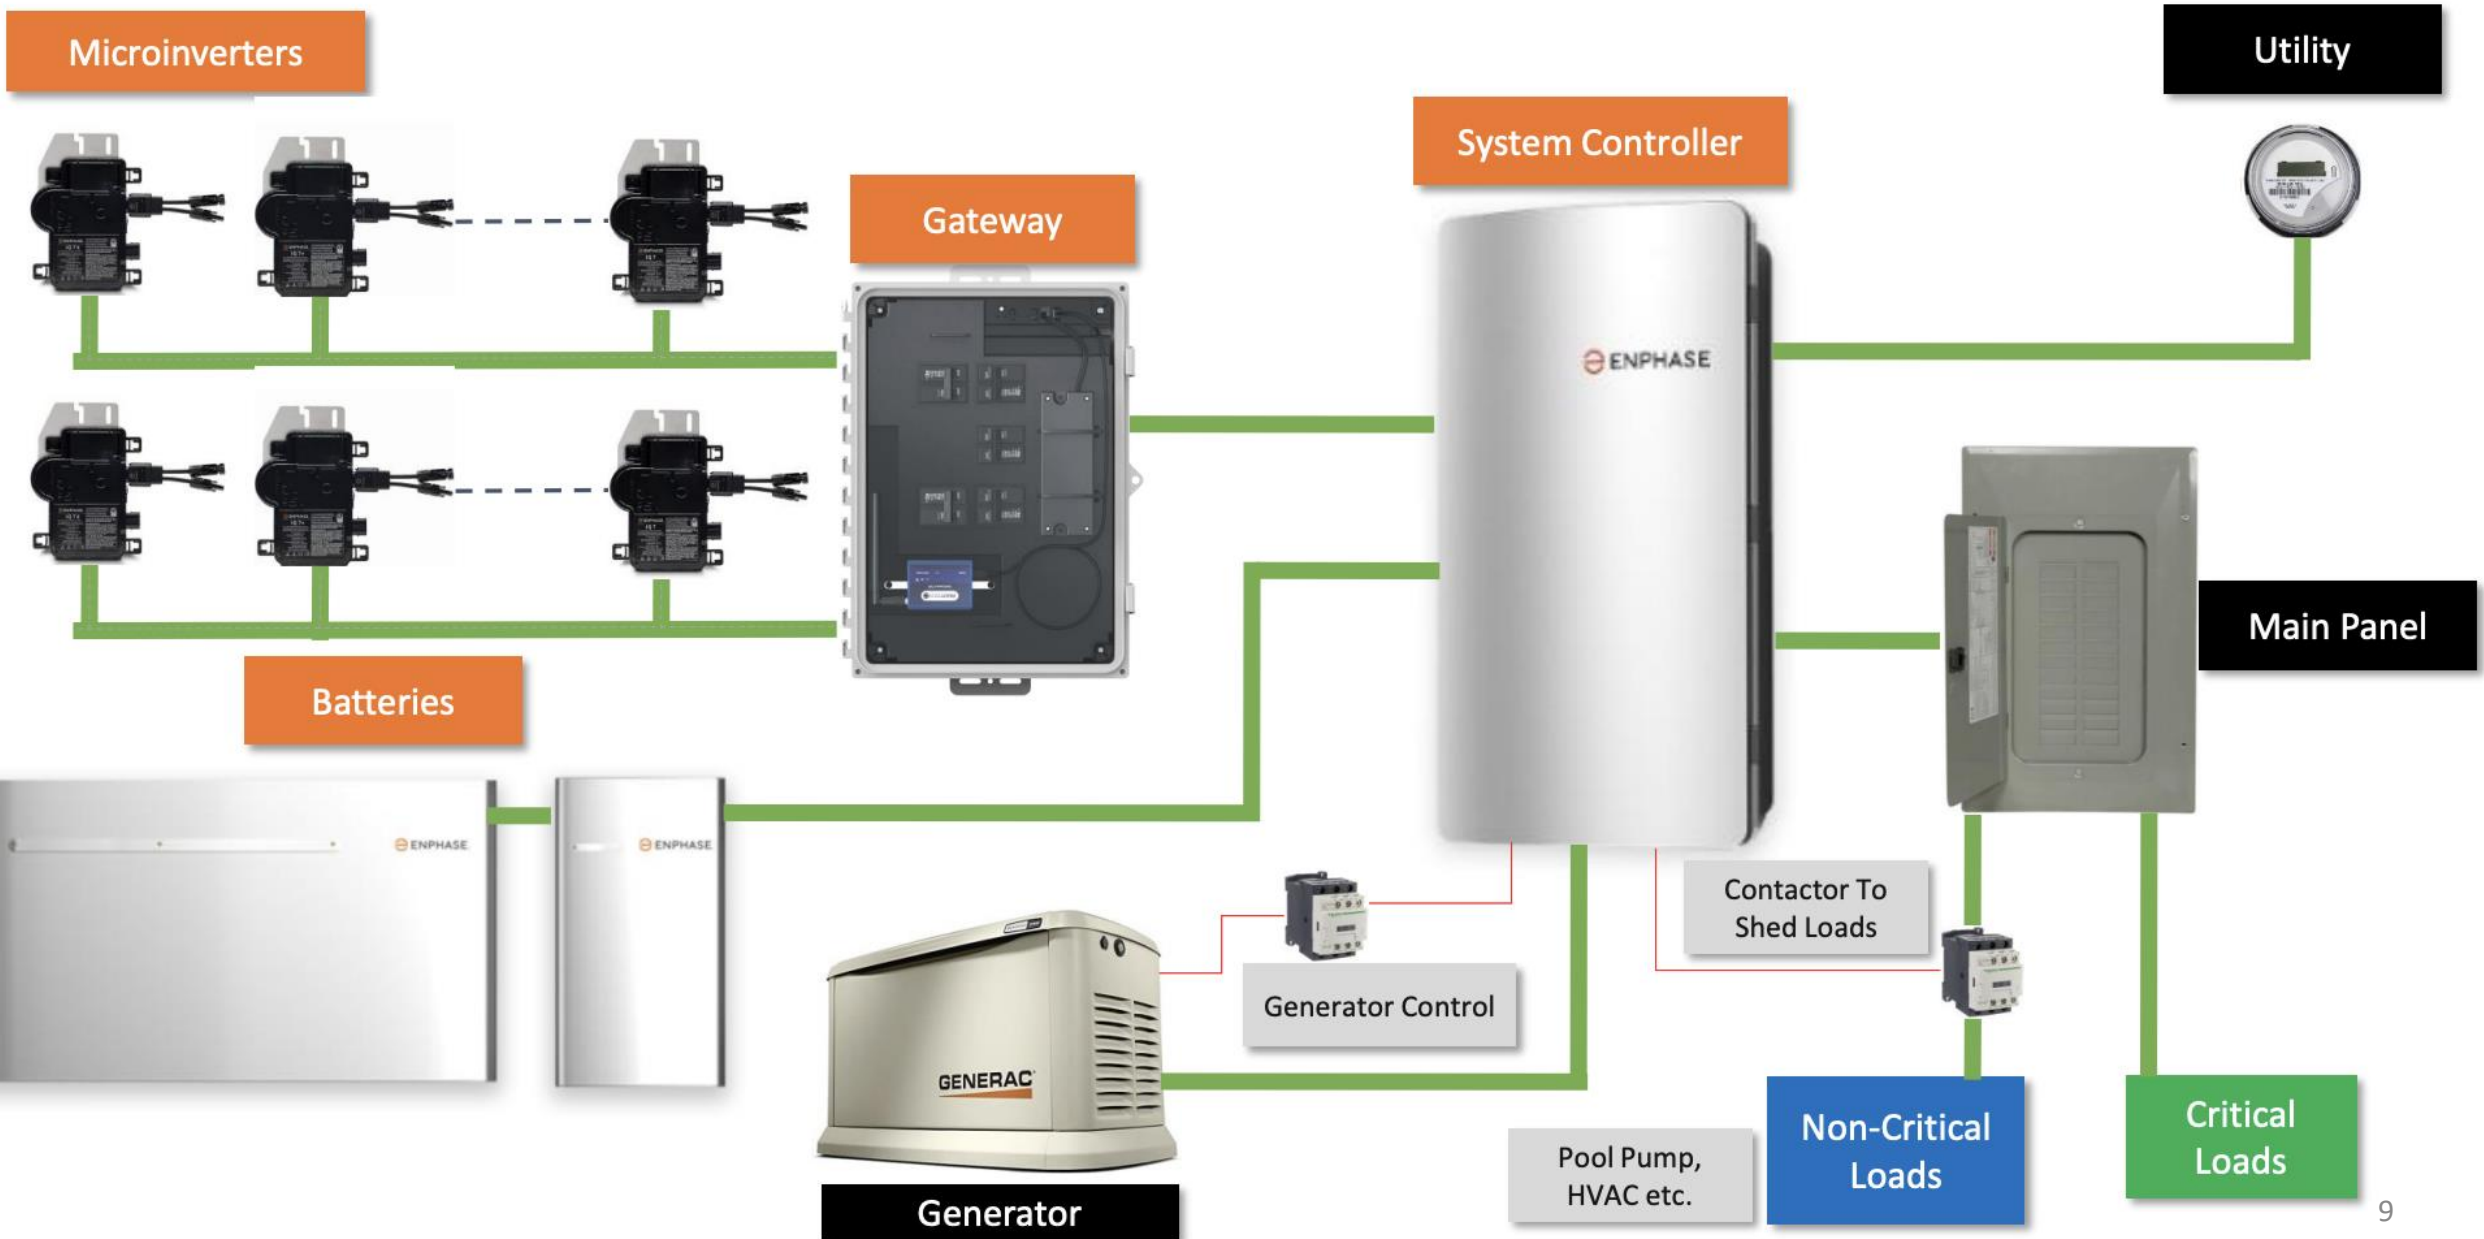 Microinverters
Utility
System Controller
Gateway
ENPHASE
Main Panel
Batteries
ENPHASE
ENPHASE
Contactor To
Shed Loads
Generator Control
GENERAC
Non-Critical
Loads
Critical
Loads
Pool Pump,
HVAC etc.
Generator
9